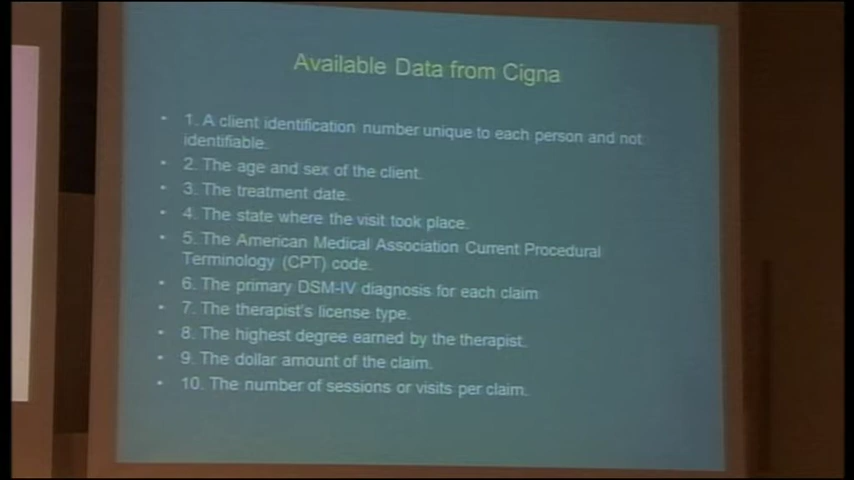 Available Data from Cigna
• 1. A client identification number unique to each person and not
identifiable.
• 2. The age and sex of the client.
• 3. The treatment date.
• 4. The state where the visit took place.
• 5. The American Medical Association Current Procedural
Terminology (CPT) code.
• 6. The primary DSM-IV diagnosis for each claim
• 7. The therapist's license type.
• 8. The highest degree earned by the therapist.
• 9. The dollar amount of the claim.
• 10. The number of sessions or visits per claim.